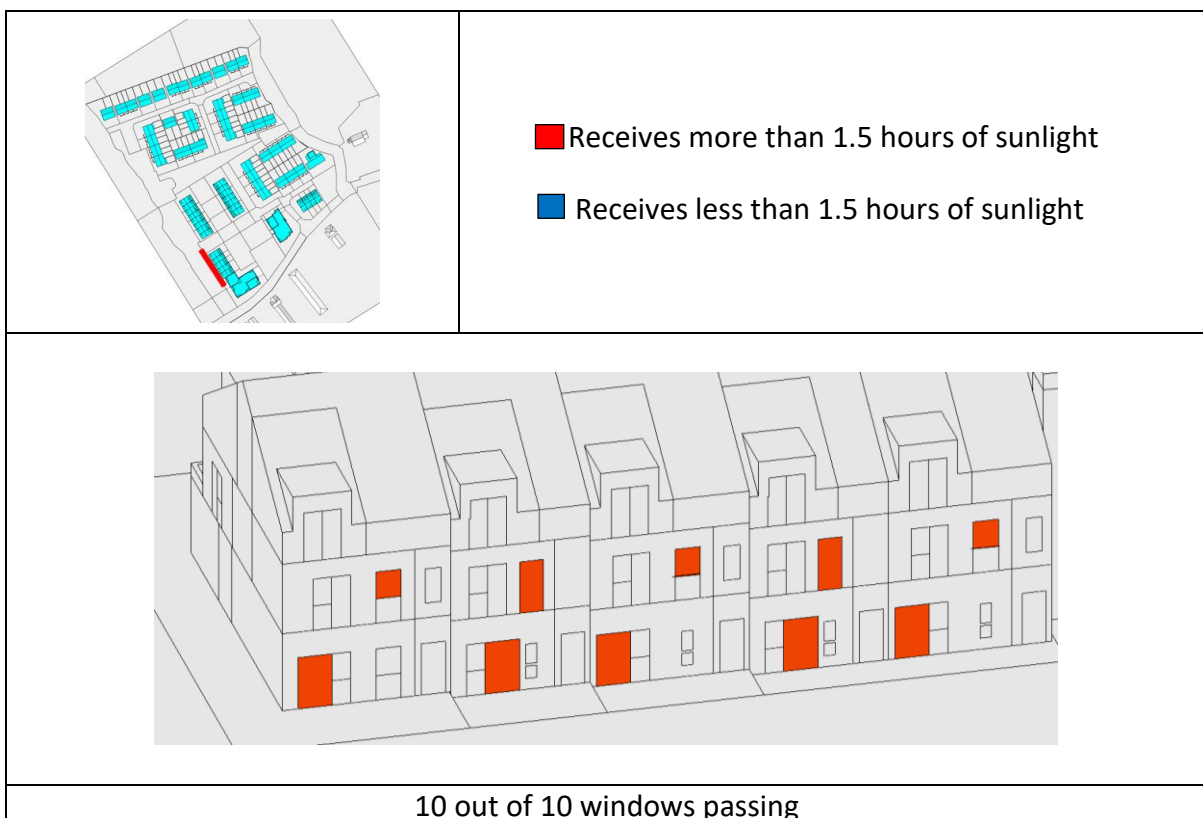 Receives more than 1.5 hours of sunlight
Receives less than 1.5 hours of sunlight
10 out of 10 windows passing